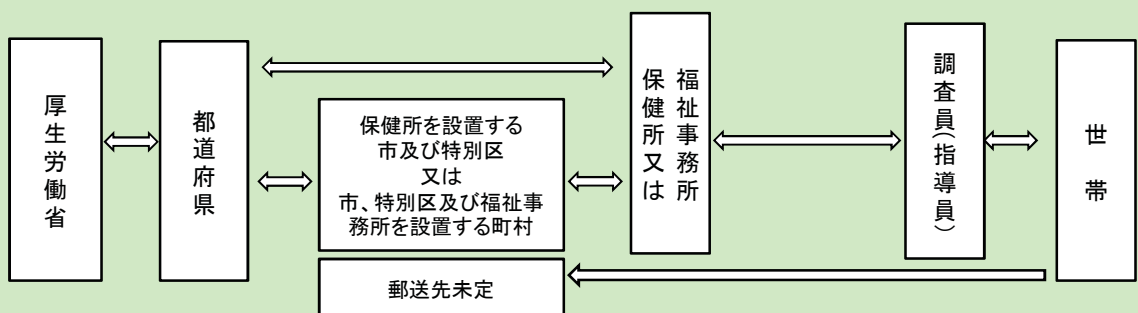 厚生労働省
都道府県
保健所を設置する
市及び特別区
又は
市、特別区及び福祉事
務所を設置する町村
郵送先未定
福祉事務所
保健所又は
調査員(指導員)
世帯